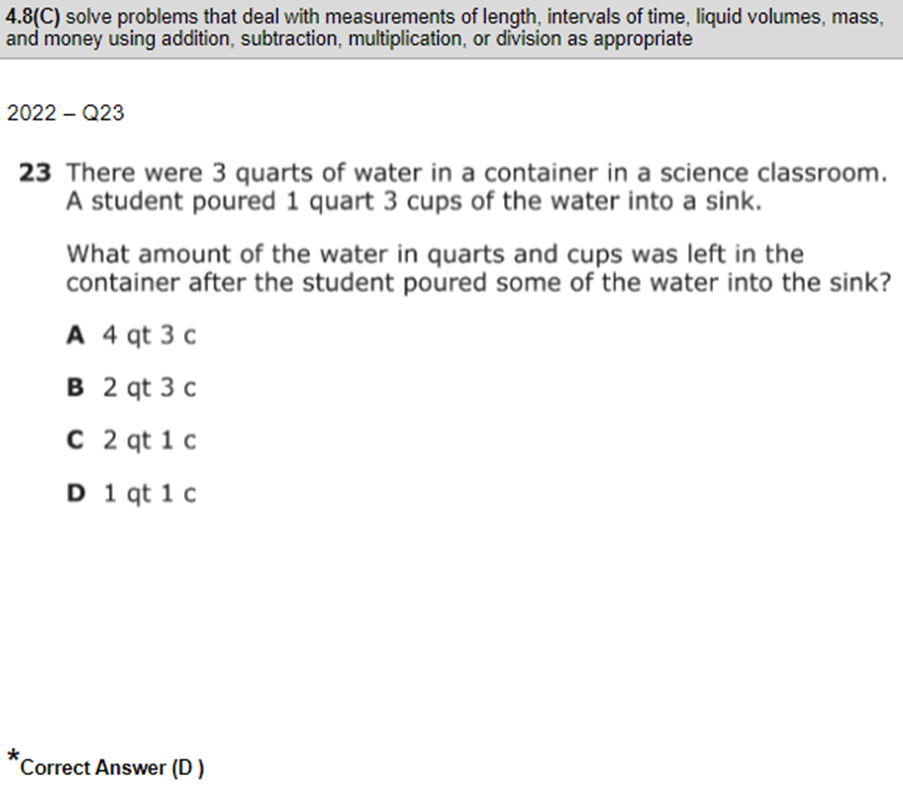 4.8(C) solve problems that deal with measurements of length, intervals of time, liquid volumes, mass,
and money using addition, subtraction, multiplication, or division as appropriate
2022 – Q23
23 There were 3 quarts of water in a container in a science classroom.
A student poured 1 quart 3 cups of the water into a sink.
What amount of the water in quarts and cups was left in the
container after the student poured some of the water into the sink?
A 4 qt 3 c
B 2 qt 3 c
C 2 qt 1 c
D 1 qt 1 c
*Correct Answer (D )